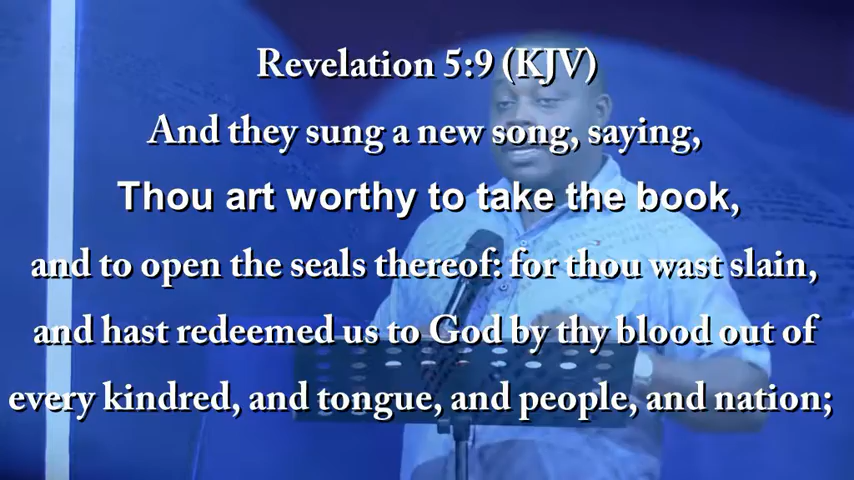 Revelation 5:9 (KJV)
And they sung a new song, saying,
Thou art worthy to take the book,
and to open the seals thereof: for thou wast slain,
and hast redeemed us to God by thy blood out of
every kindred, and tongue, and people, and nation;